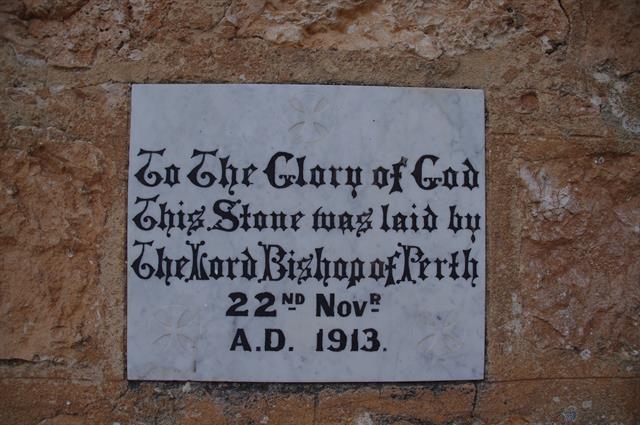 To The Glory of God
This Stone was laid by
The Lord Bishop of Perth
22ND Novr
A.D. 1913.